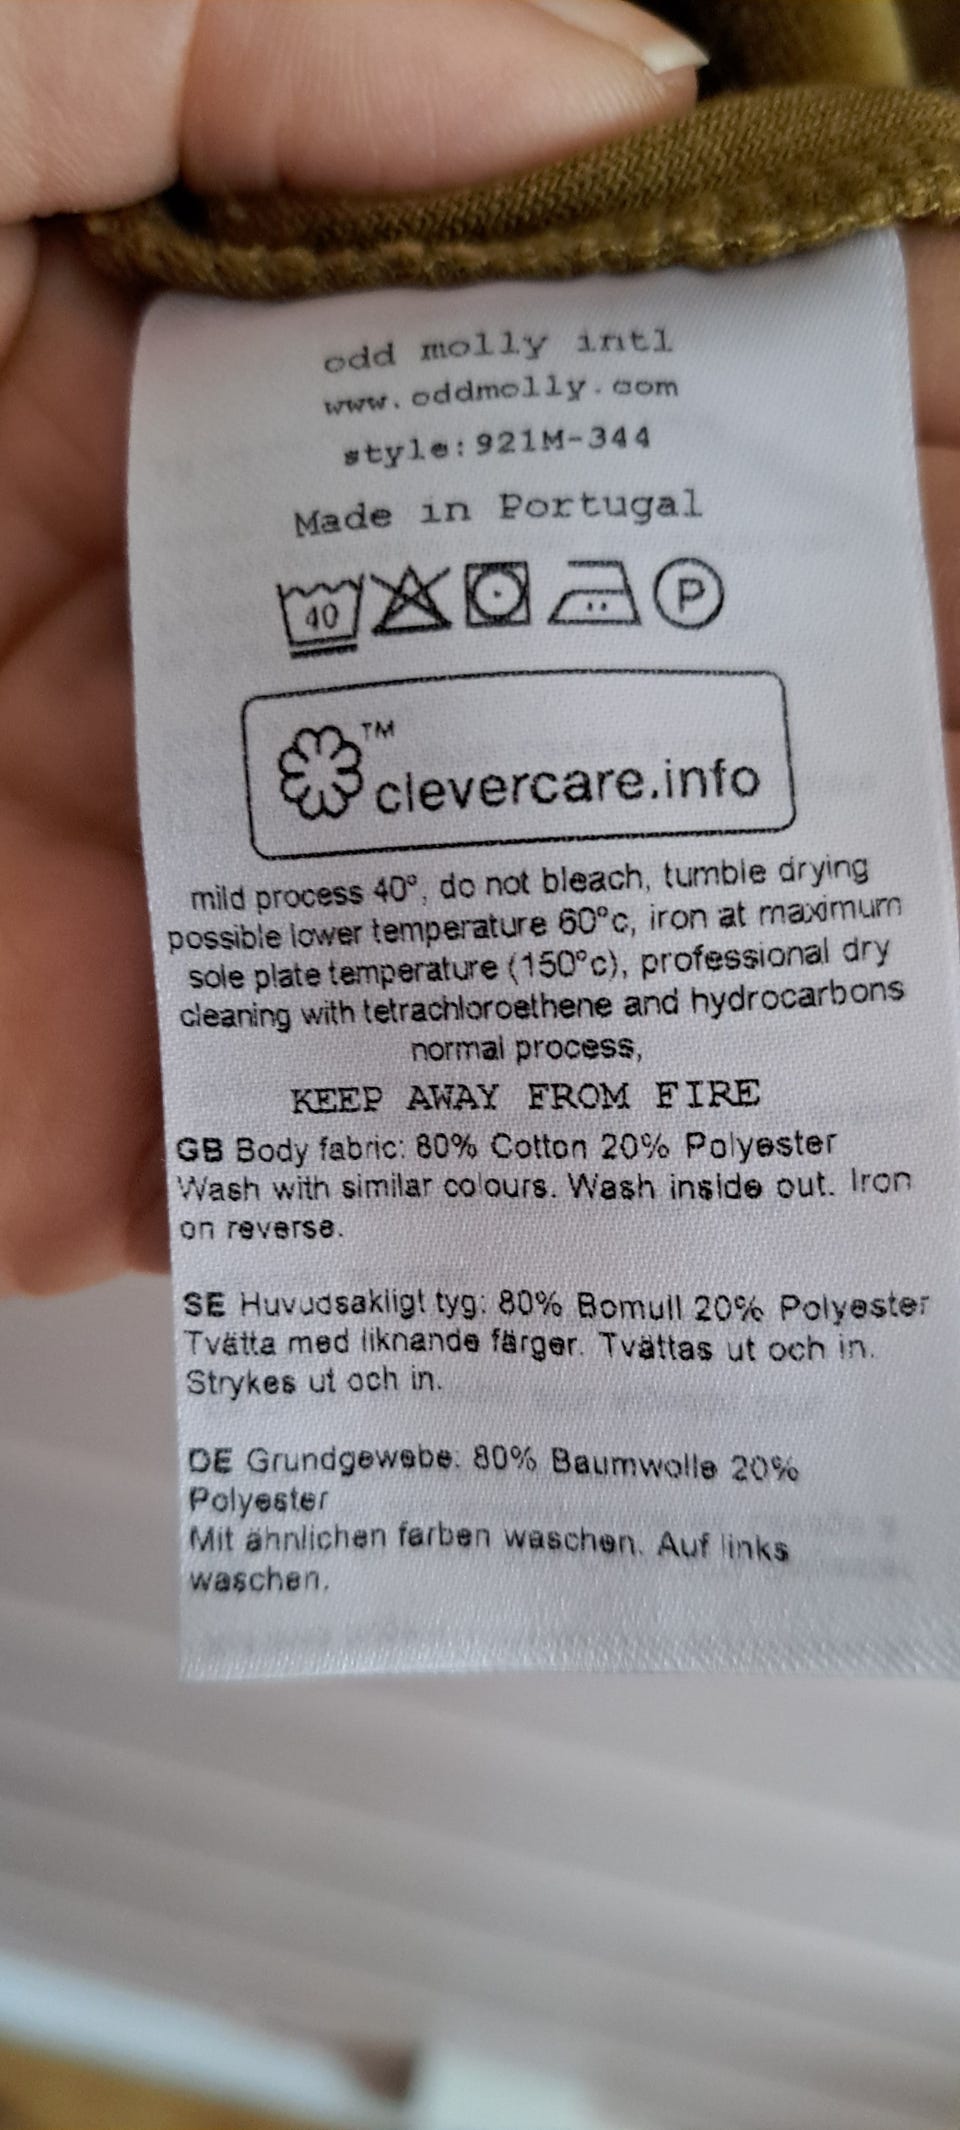 odd molly intl
www.oddmolly.com
style:921M-344
Made in Portugal
40 P
™
clevercare.info
mild process 40°, do not bleach, tumble drying
possible lower temperature 60°c, iron at maximum
sole plate temperature (150°c), professional dry
cleaning with tetrachloroethene and hydrocarbons
normal process,
KEEP AWAY FROM FIRE
GB Body fabric: 80% Cotton 20% Polyester
Wash with similar colours. Wash inside out. Iron
on reverse.
SE Huvudsakligt tyg: 80% Bomull 20% Polyester
Tvätta med liknande färger. Tvättas ut och in.
Strykes ut och in.
DE Grundgewebe: 80% Baumwolle 20%
Polyester
Mit ähnlichen farben waschen. Auf links
waschen.